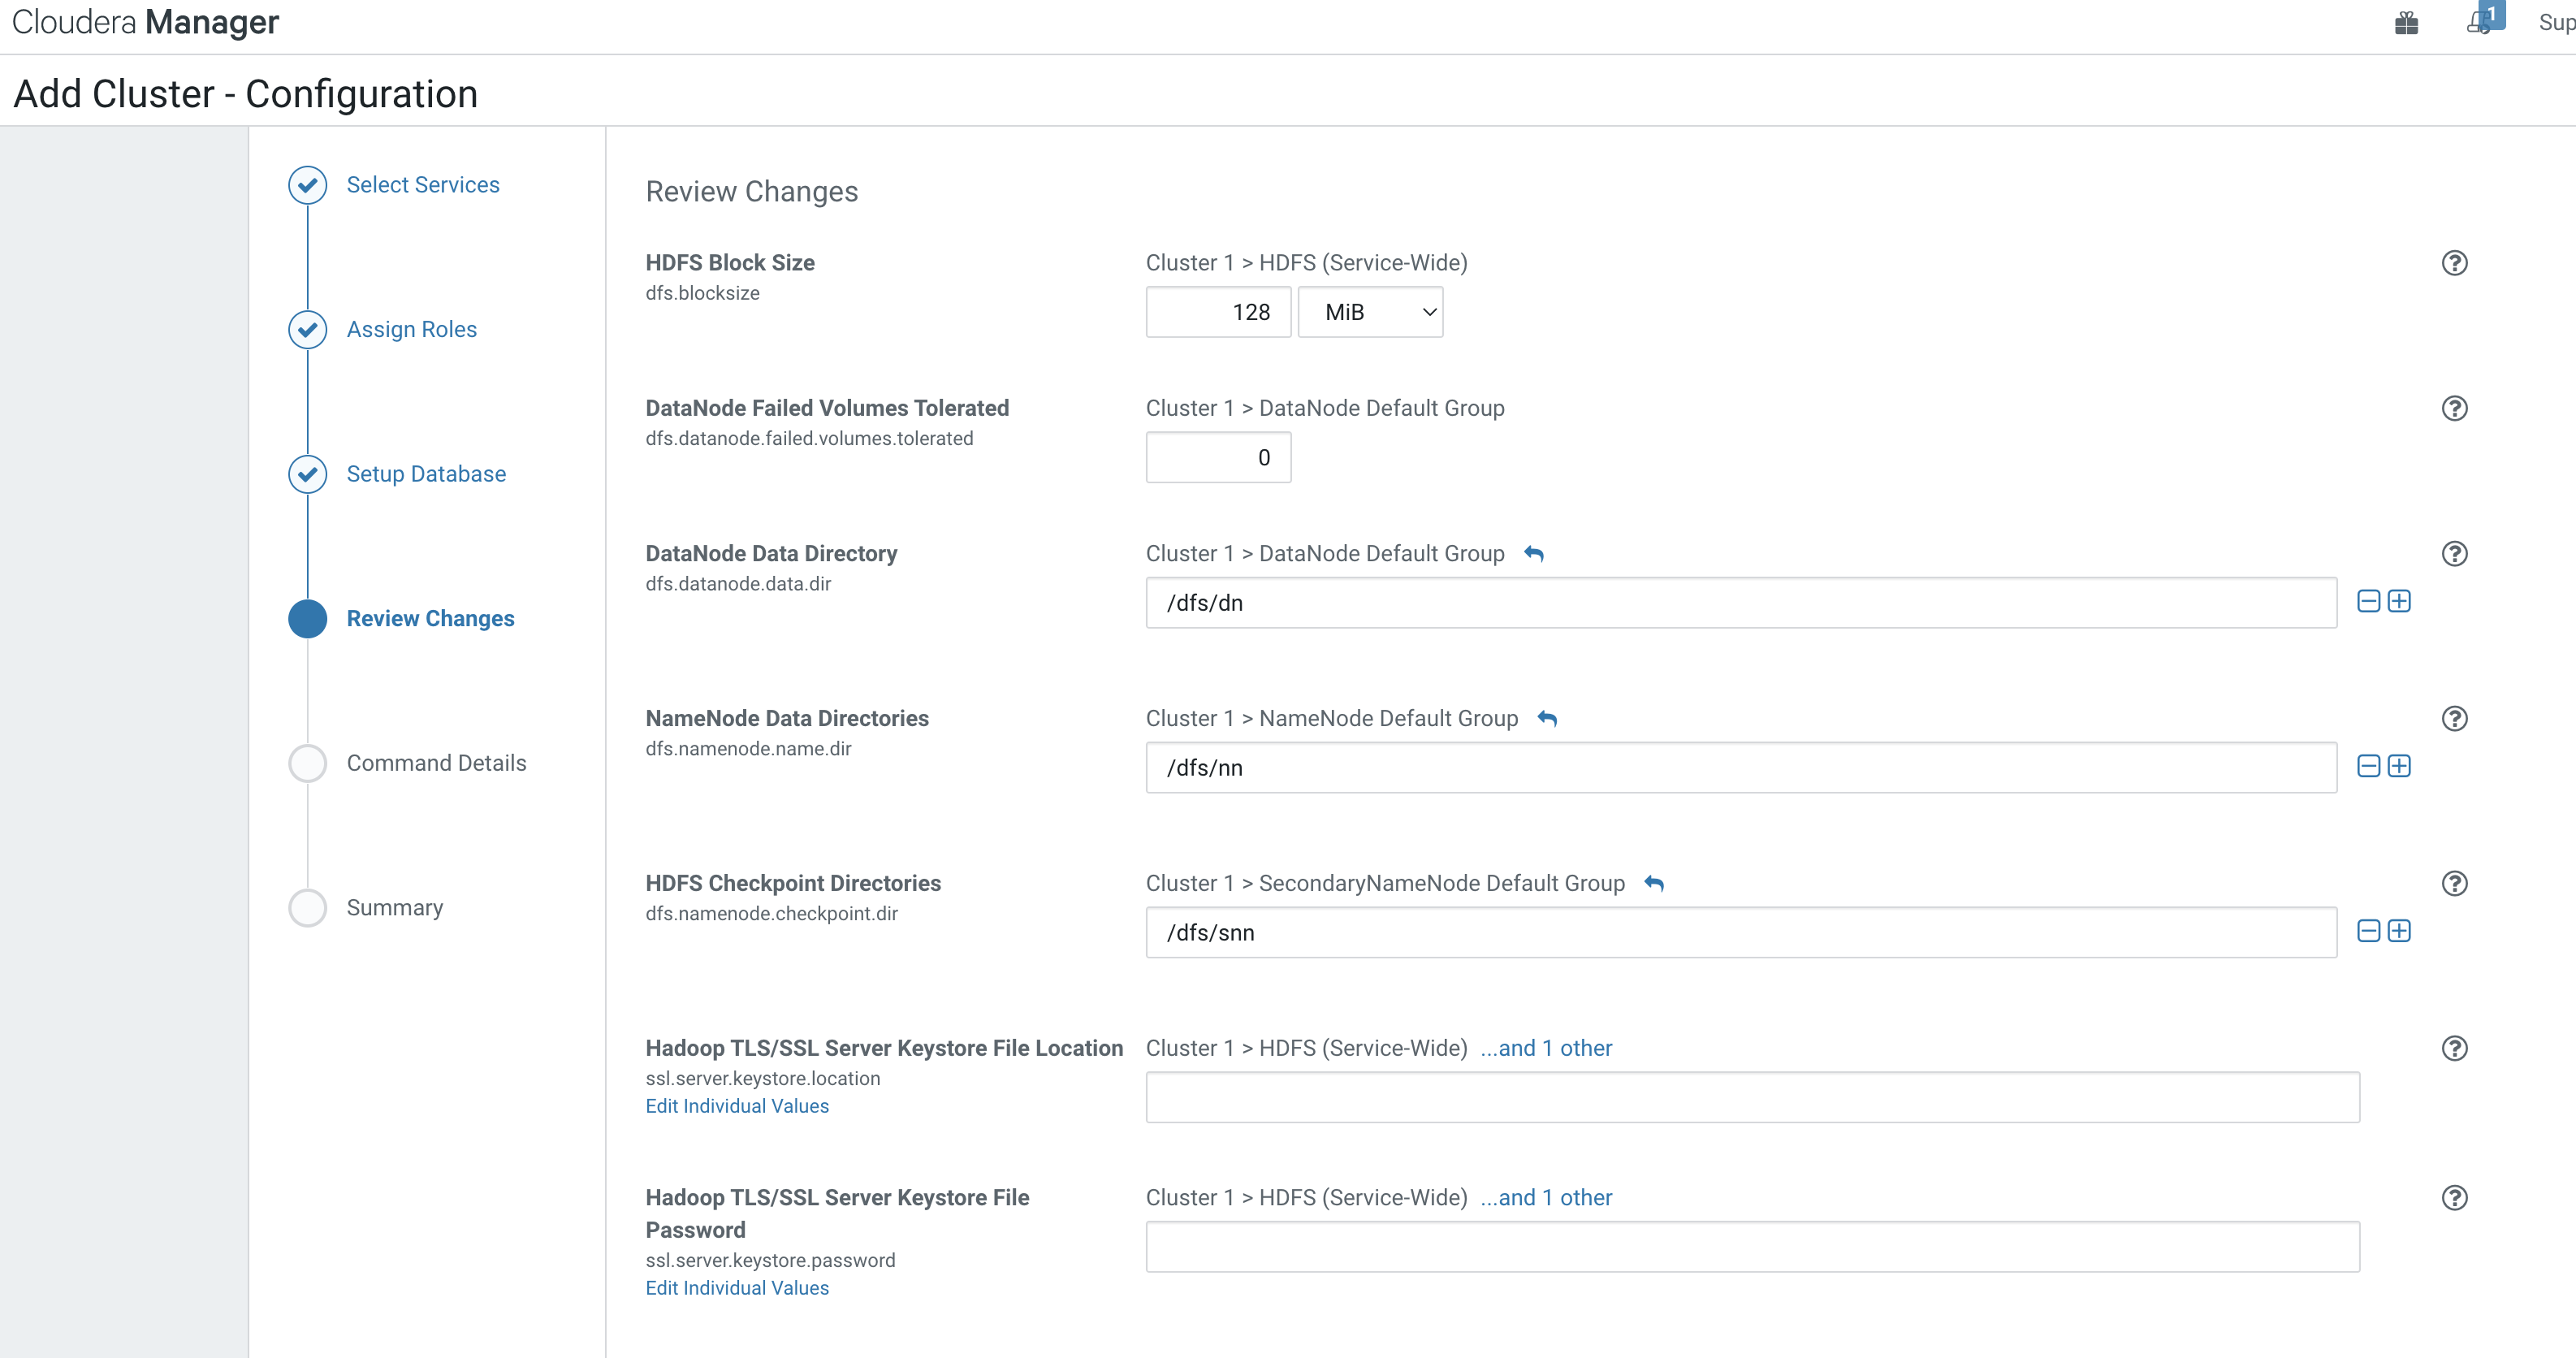 Cloudera Manager
1
Sup
Add Cluster - Configuration
Select Services
Assign Roles
Setup Database
Review Changes
Command Details
Summary
Review Changes
HDFS Block Size
dfs.blocksize
Cluster 1 > HDFS (Service-Wide)
128 MiB
DataNode Failed Volumes Tolerated
dfs.datanode.failed.volumes.tolerated
Cluster 1 > DataNode Default Group
0
DataNode Data Directory
dfs.datanode.data.dir
Cluster 1 > DataNode Default Group
/dfs/dn
NameNode Data Directories
dfs.namenode.name.dir
Cluster 1 > NameNode Default Group
/dfs/nn
HDFS Checkpoint Directories
dfs.namenode.checkpoint.dir
Cluster 1 > SecondaryNameNode Default Group
/dfs/snn
Hadoop TLS/SSL Server Keystore File Location
ssl.server.keystore.location
Edit Individual Values
Cluster 1 > HDFS (Service-Wide) ...and 1 other
Hadoop TLS/SSL Server Keystore File
Password
ssl.server.keystore.password
Edit Individual Values
Cluster 1 > HDFS (Service-Wide) ...and 1 other